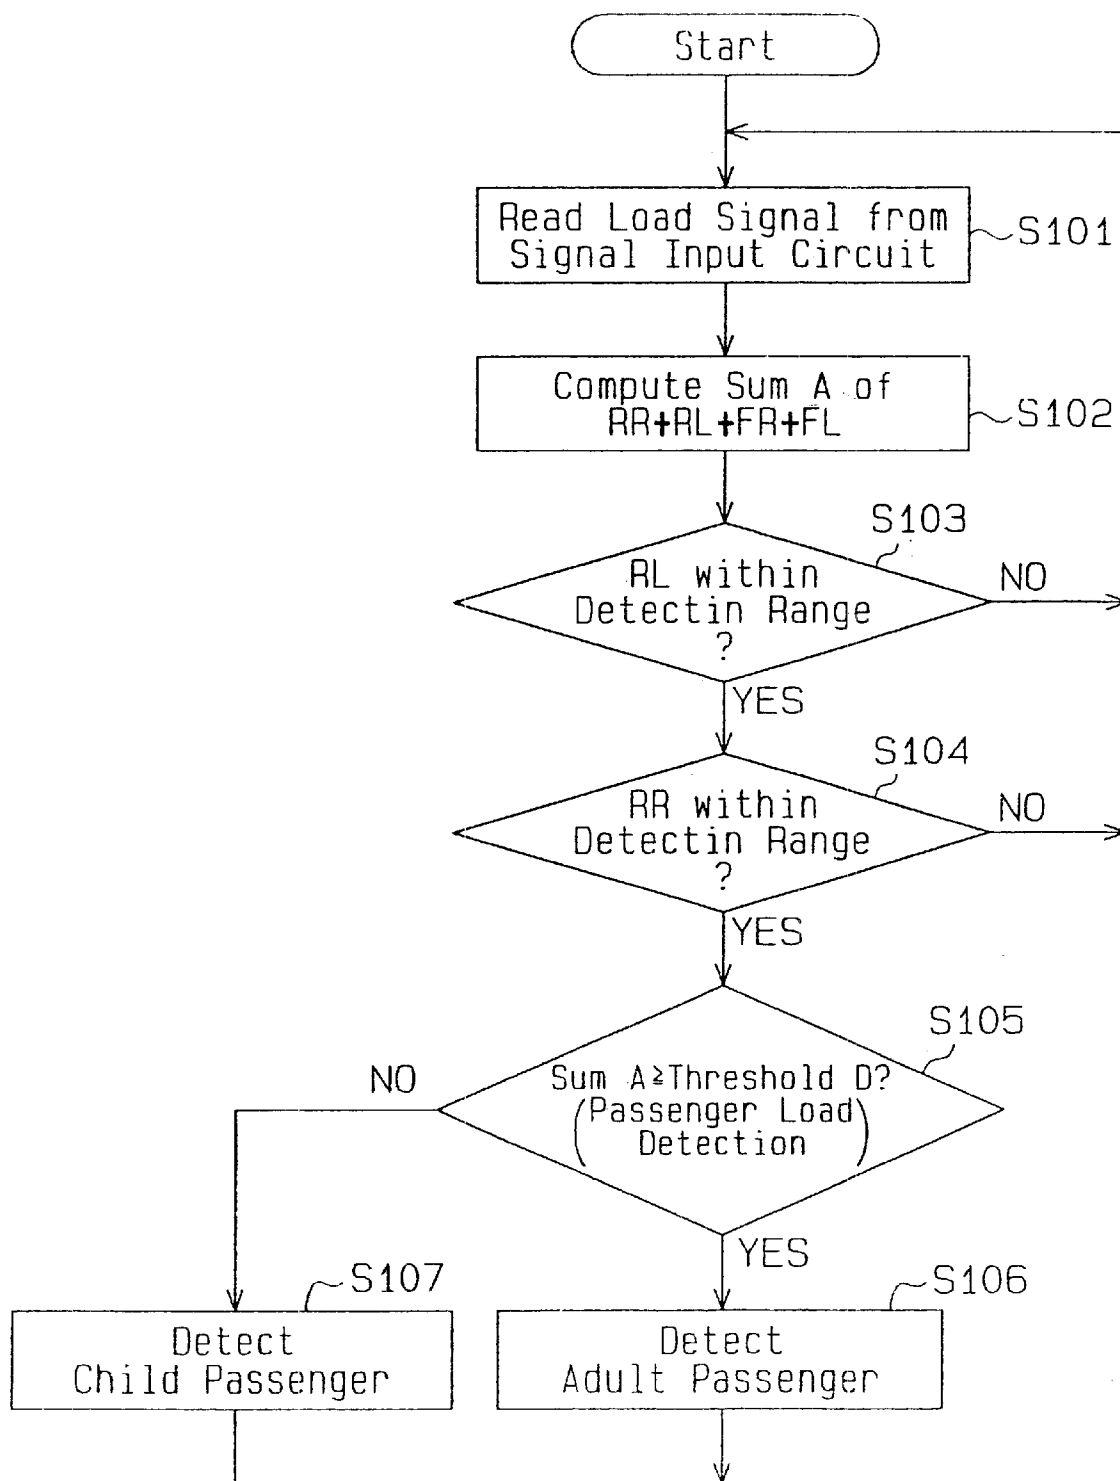 Start
Read Load Signal from
Signal Input Circuit
S101
Compute Sum A of
RR+RL+FR+FL
S102
S103
RL within
Detectin Range
?
NO
YES
S104
RR within
Detectin Range
?
NO
YES
S105
NO
Sum A≧Threshold D?
(Passenger Load
Detection)
YES
S107
S106
Detect
Child Passenger
Detect
Adult Passenger